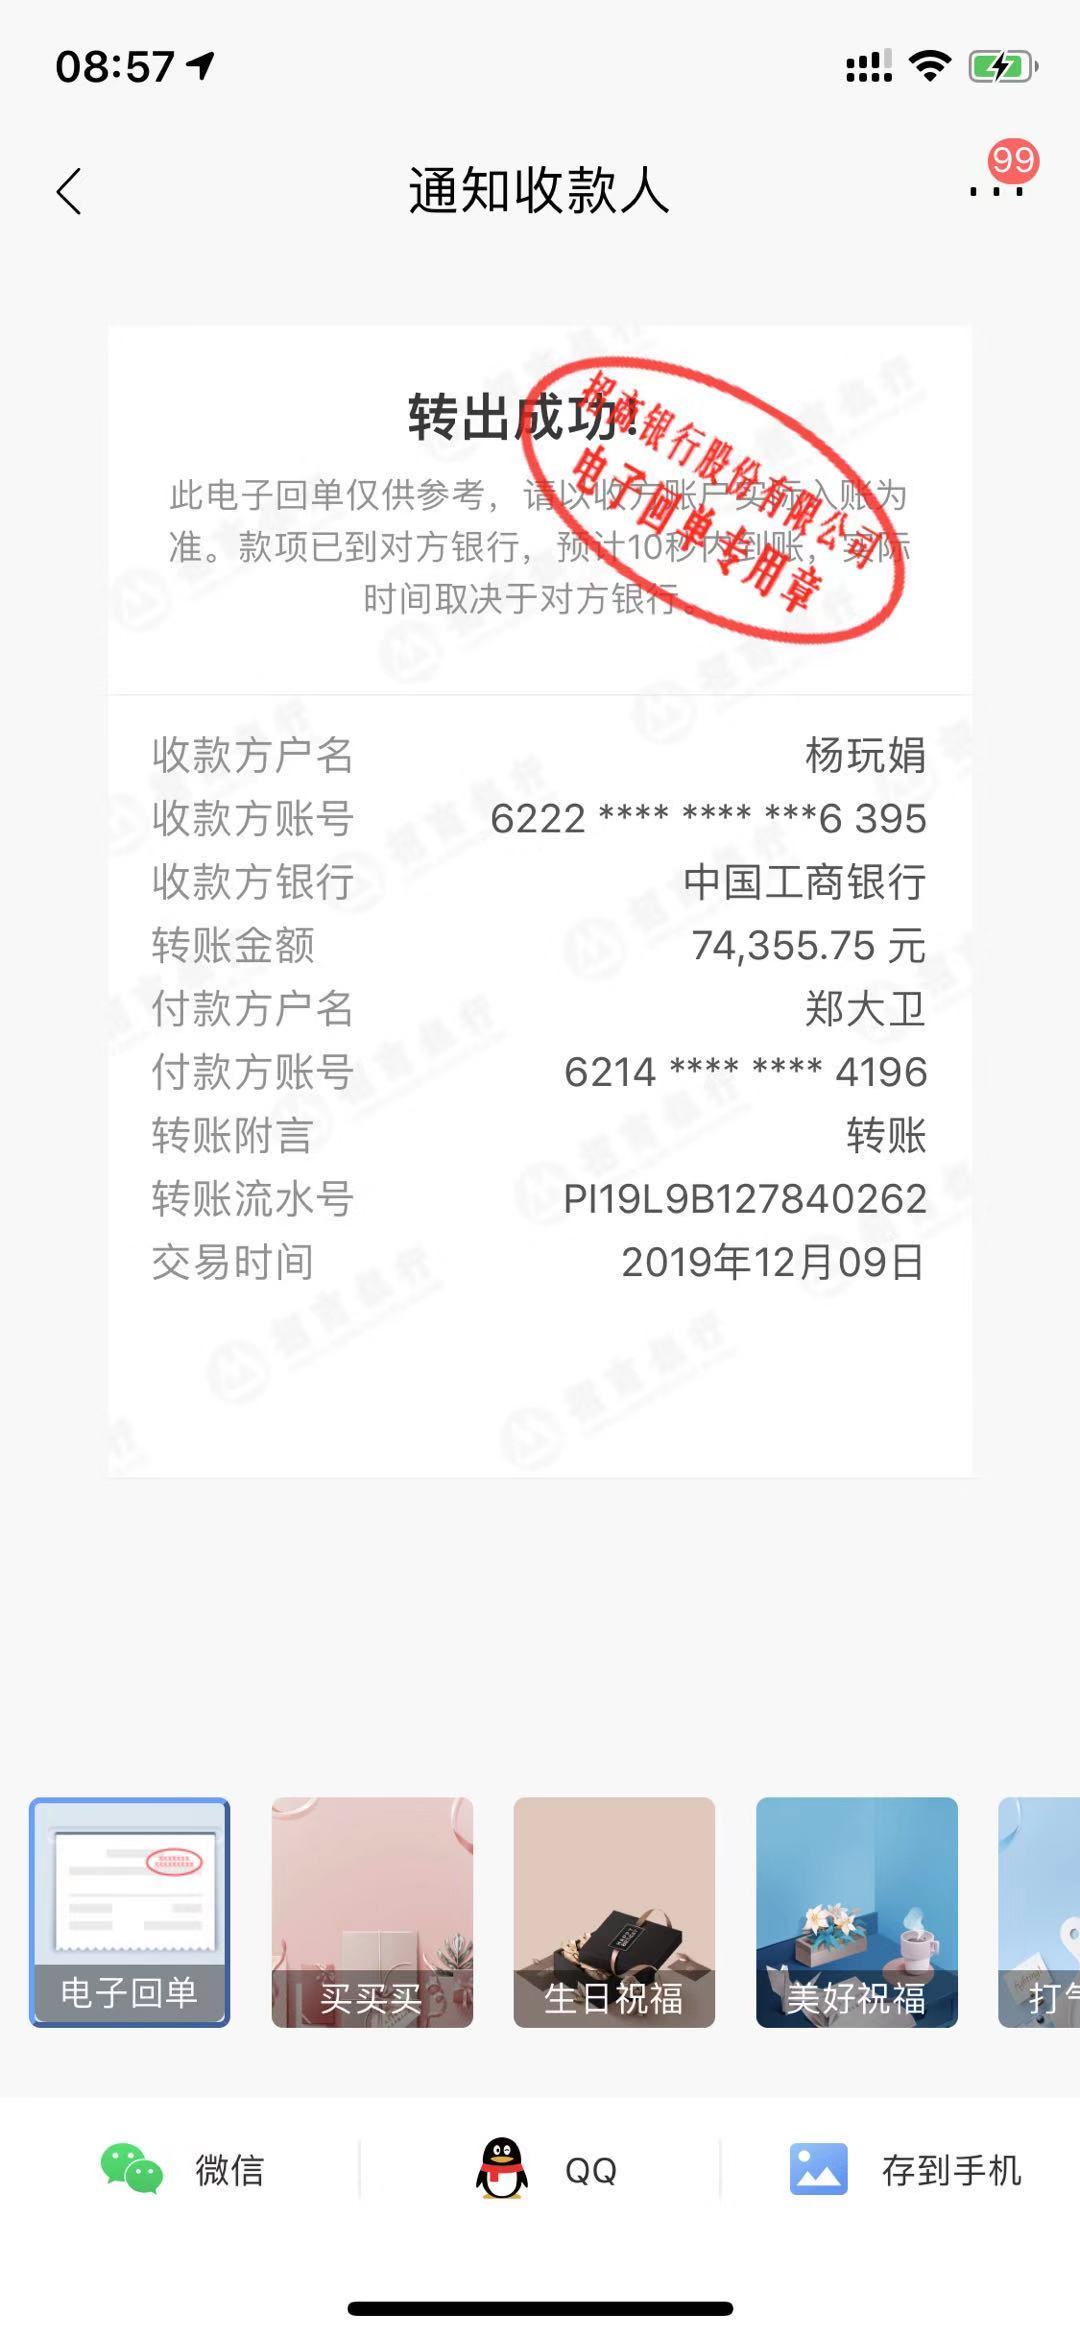 08:57
通知收款人
99
转出成功!
招商银行股份有限公司
电子回单专用章
此电子回单仅供参考，请以收方账户实际入账为
准。款项已到对方银行，预计10秒内到账，实际
时间取决于对方银行。
收款方户名 杨玩娟
收款方账号 6222 **** **** ***6 395
收款方银行 中国工商银行
转账金额 74,355.75 元
付款方户名 郑大卫
付款方账号 6214 **** **** 4196
转账附言 转账
转账流水号 PI19L9B127840262
交易时间 2019年12月09日
招商银行
电子回单
买买买
生日祝福
美好祝福
打气
微信
QQ
存到手机